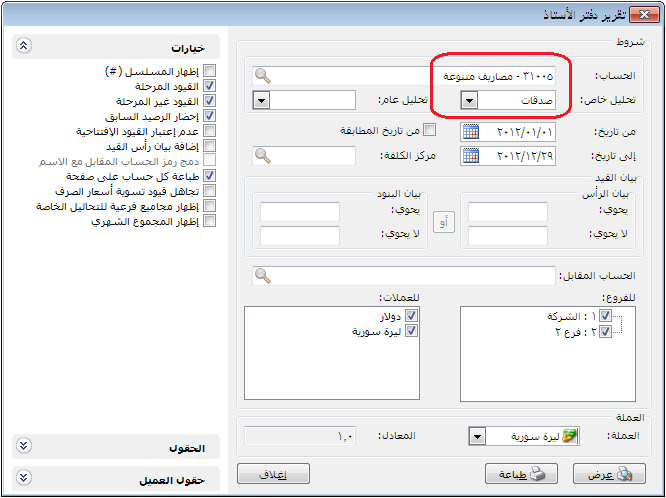 تقرير دفتر الأستاذ
شروط
الحساب: ٣١٠٠٥ - مصاريف متنوعة
تحليل خاص: صدقات تحليل عام:
من تاريخ: ٢٠١٢/٠١/٠١ من تاريخ المطابقة
إلى تاريخ: ٢٠١٢/١٢/٢٩ مركز الكلفة:
بيان القيد
بيان الرأس
يحوي:
لا يحوي:
أو
بيان البنود
يحوي:
لا يحوي:
الحساب المقابل:
للفروع:
١ : الشركة
٢ : فرع ٢
للعملات:
دولار
ليرة سورية
العملة
العملة: ليرة سورية المعادل: ١,٠
عرض طباعة إغلاق
خيارات
إظهار المسلسل (#)
القيود المرحلة
القيود غير المرحلة
إحضار الرصيد السابق
عدم إعتبار القيود الإفتتاحية
إضافة بيان رأس القيد
دمج رمز الحساب المقابل مع الاسم
طباعة كل حساب على صفحة
تجاهل قيود تسوية أسعار الصرف
إظهار مجاميع فرعية للتحاليل الخاصة
إظهار المجموع الشهري
الحقول
حقول العميل